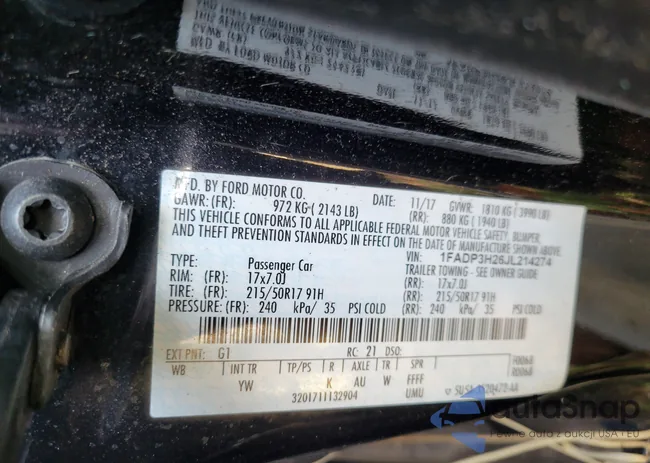 MFD. BY FORD MOTOR CO. DATE: 11/17 GVWR: 1810 KG (3990 LB)
GAWR: (FR): 972 KG (2143 LB) (RR): 880 KG (1940 LB)
THIS VEHICLE CONFORMS TO ALL APPLICABLE FEDERAL MOTOR VEHICLE SAFETY, BUMPER,
AND THEFT PREVENTION STANDARDS IN EFFECT ON THE DATE OF MANUFACTURE SHOWN ABOVE.
VIN: 1FADP3H26JL214274
TYPE: Passenger Car TRAILER TOWING - SEE OWNER GUIDE
RIM: (FR): 17x7.0J (RR): 17x7.0J
TIRE: (FR): 215/50R17 91H (RR): 215/50R17 91H
PRESSURE: (FR): 240 kPa/ 35 PSI COLD (RR): 240 kPa/ 35 PSI COLD
EXT PNT: G1 RC: 21 DSO:
WB INT TR TP/PS R AXLE TR SPR
YW K AU W FFFF
3201711132904 UMU
AutoSnap
Pewne auta z aukcji USA i EU